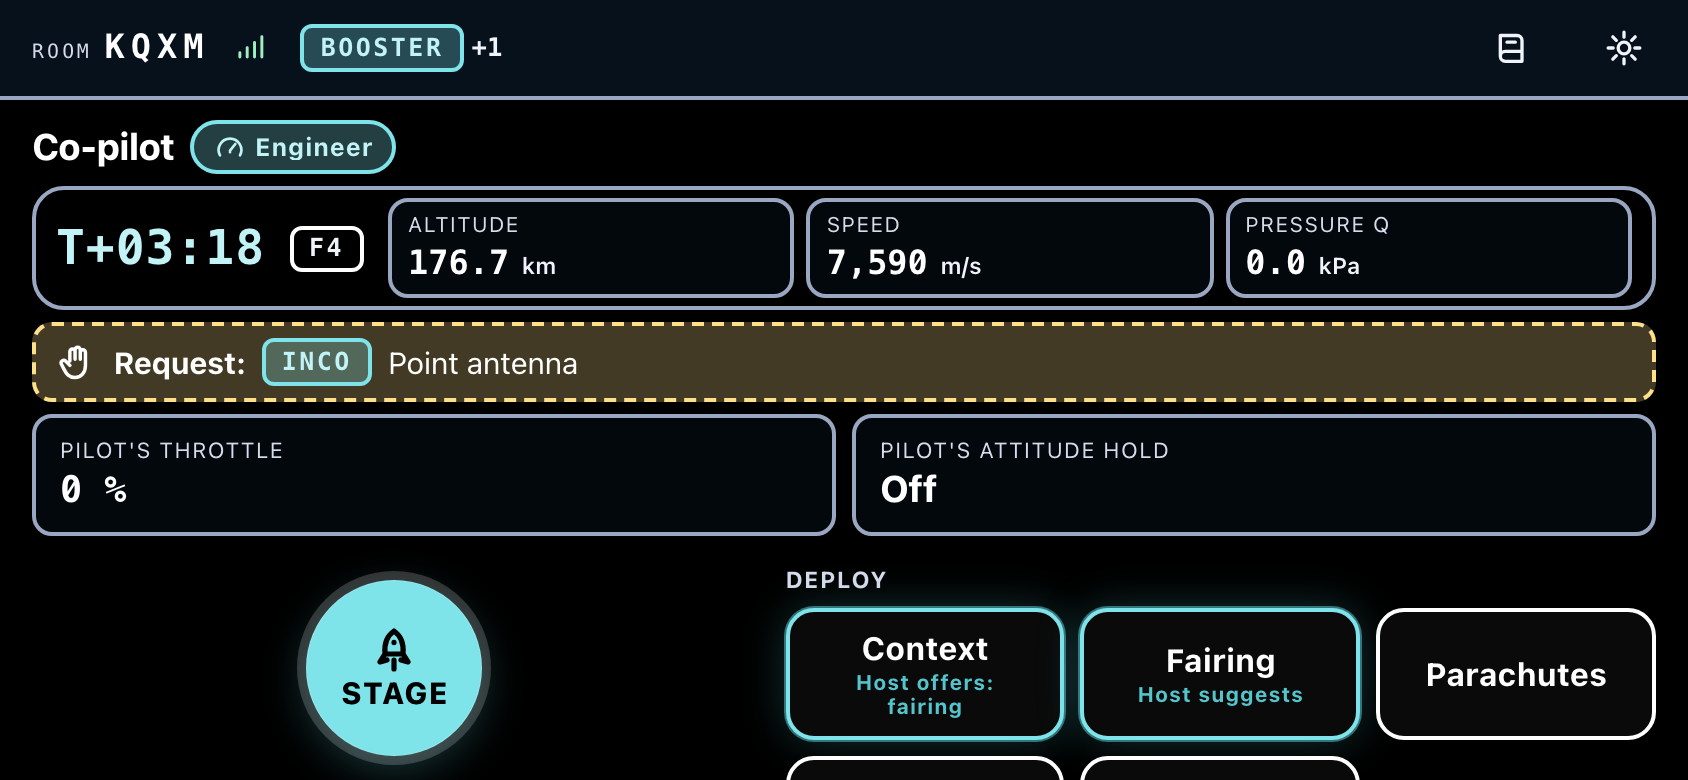 ROOM KQXM BOOSTER +1
Co-pilot Engineer
T+03:18 F4
ALTITUDE
176.7 km
SPEED
7,590 m/s
PRESSURE Q
0.0 kPa
Request: INCO Point antenna
PILOT'S THROTTLE
0 %
PILOT'S ATTITUDE HOLD
Off
STAGE
DEPLOY
Context
Host offers:
fairing
Fairing
Host suggests
Parachutes